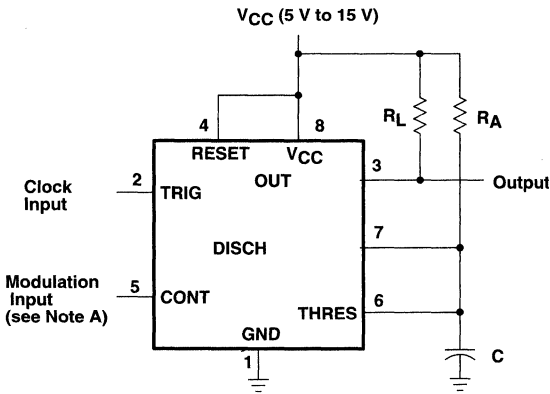 VCC (5 V to 15 V)
RL
RA
4
8
RESET
VCC
2
3
OUT
Output
Clock
Input
TRIG
7
DISCH
Modulation
Input
(see Note A)
5
CONT
6
THRES
GND
1
C